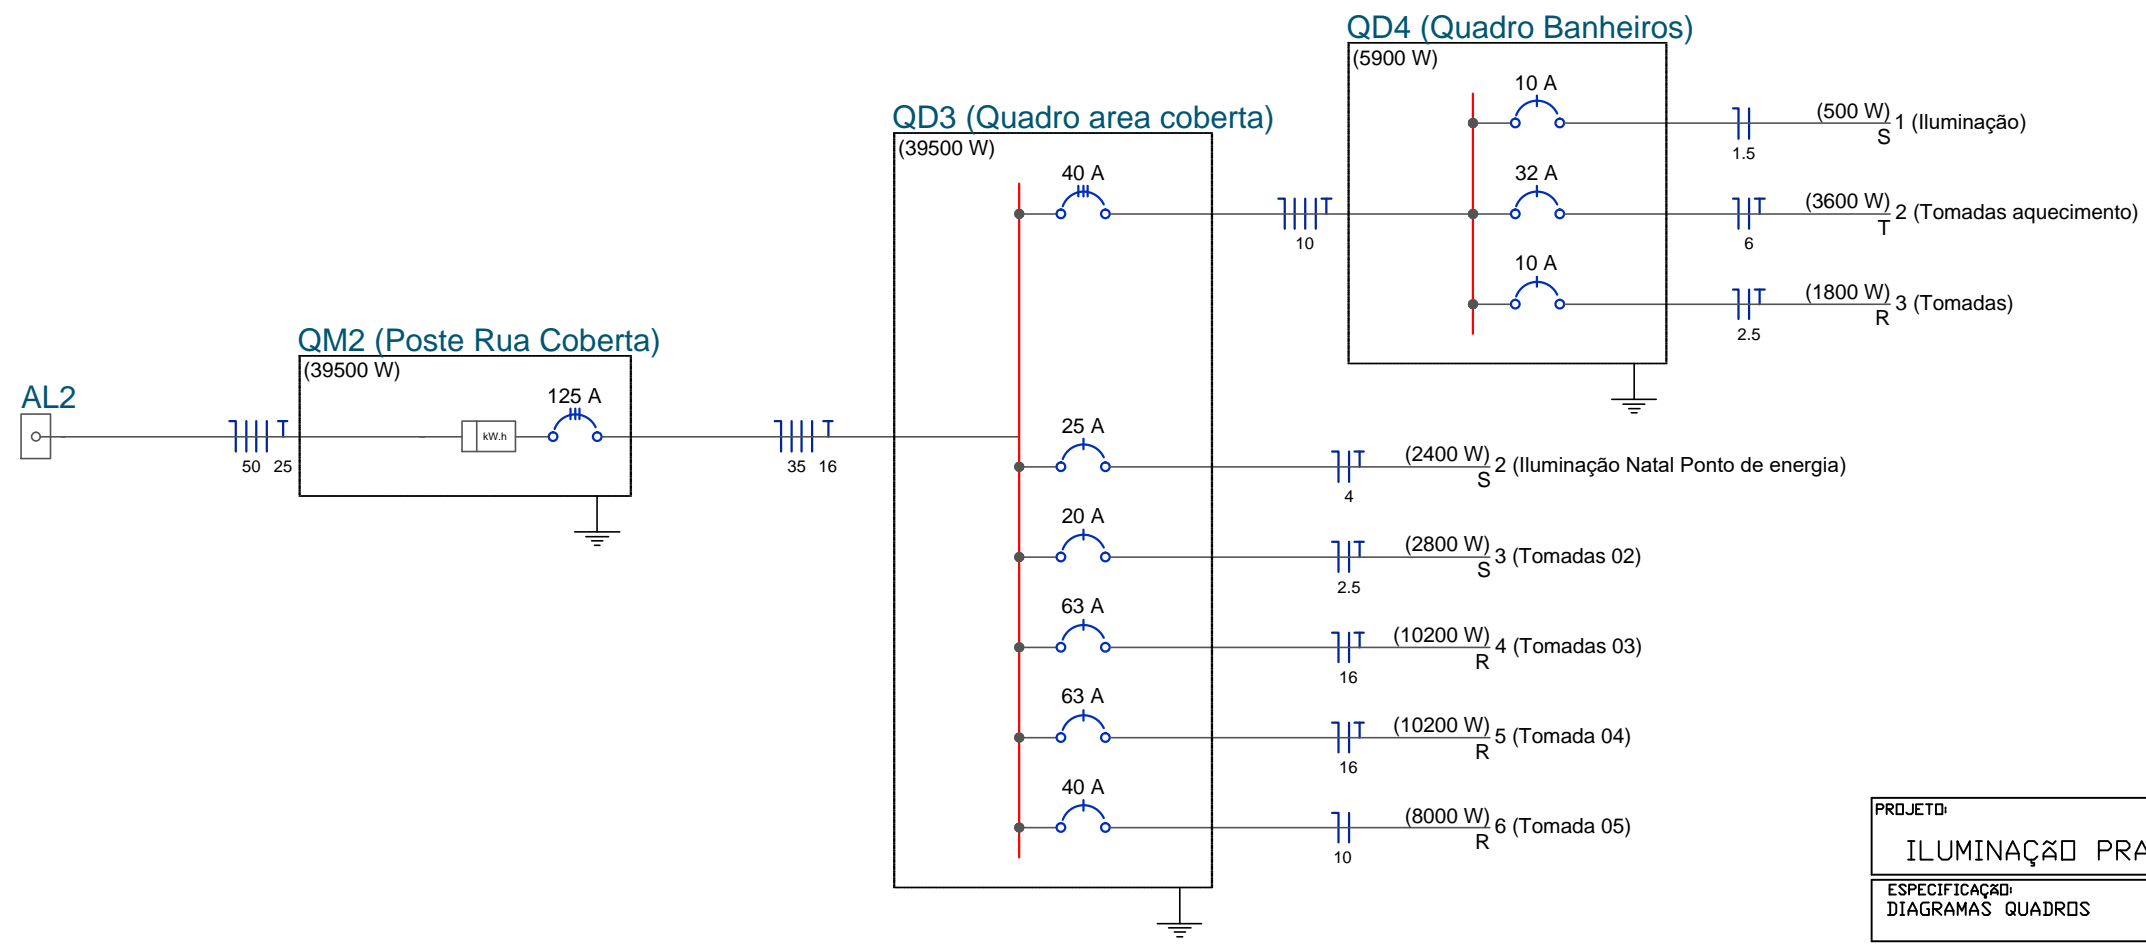 QD4 (Quadro Banheiros)
(5900 W)
10 A
(500 W)
1 (Iluminação)
S
1.5
32 A
(3600 W)
2 (Tomadas aquecimento)
T
6
10 A
(1800 W)
3 (Tomadas)
R
2.5
QD3 (Quadro area coberta)
(39500 W)
40 A
10
QM2 (Poste Rua Coberta)
(39500 W)
AL2
125 A
kW.h
50 25
35 16
25 A
(2400 W)
2 (Iluminação Natal Ponto de energia)
S
4
20 A
(2800 W)
3 (Tomadas 02)
S
2.5
63 A
(10200 W)
4 (Tomadas 03)
R
16
63 A
(10200 W)
5 (Tomada 04)
R
16
40 A
(8000 W)
6 (Tomada 05)
R
10
PROJETO:
ILUMINAÇÃO PRA
ESPECIFICAÇÃO:
DIAGRAMAS QUADROS